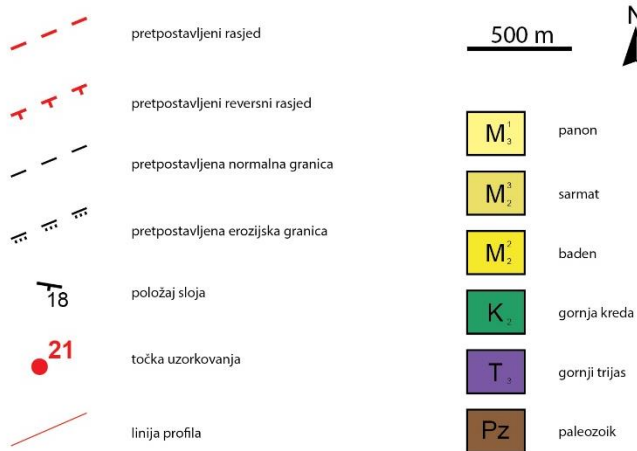 pretpostavljeni rasjed
pretpostavljeni reversni rasjed
pretpostavljena normalna granica
pretpostavljena erozijska granica
18
položaj sloja
21
točka uzorkovanja
linija profila
500 m
N
M 1 3
panon
M 3 2
sarmat
M 2 2
baden
K 2
gornja kreda
T 3
gornji trijas
Pz
paleozoik